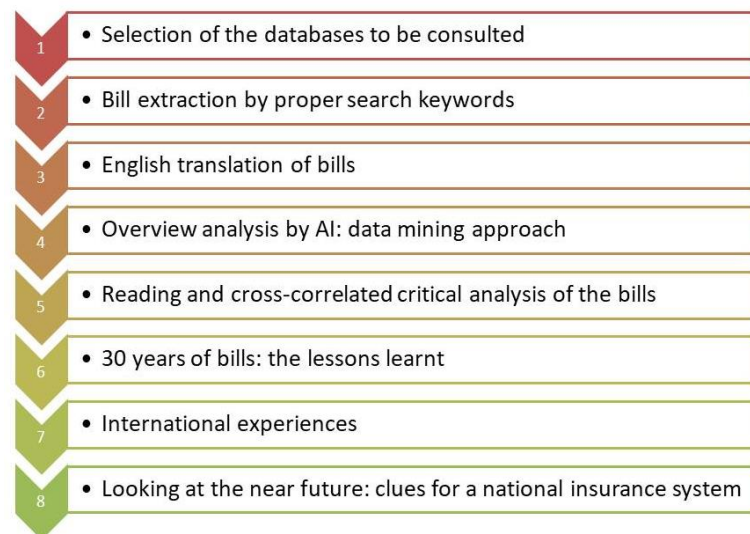 1 • Selection of the databases to be consulted
2 • Bill extraction by proper search keywords
3 • English translation of bills
4 • Overview analysis by AI: data mining approach
5 • Reading and cross-correlated critical analysis of the bills
6 • 30 years of bills: the lessons learnt
7 • International experiences
8 • Looking at the near future: clues for a national insurance system